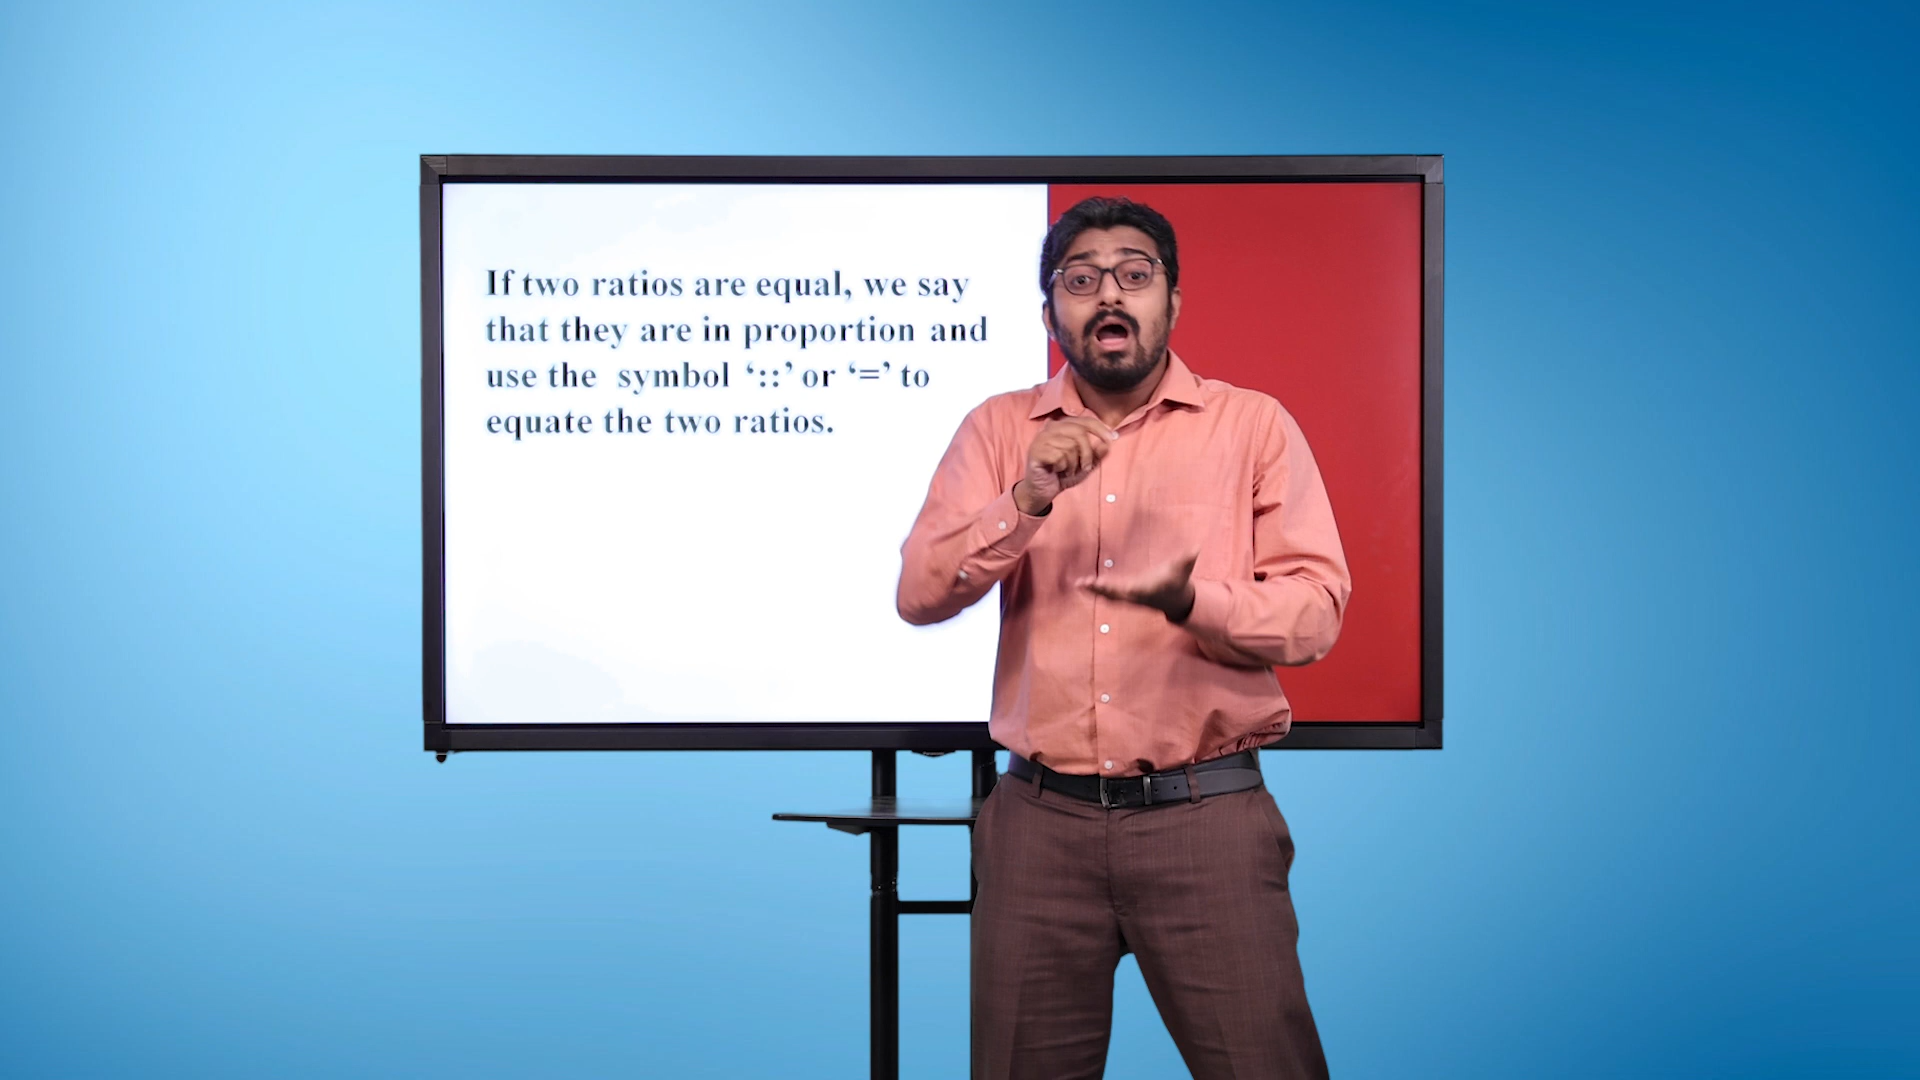 If two ratios are equal, we say
that they are in proportion and
use the symbol ‘::’ or ‘=’ to
equate the two ratios.